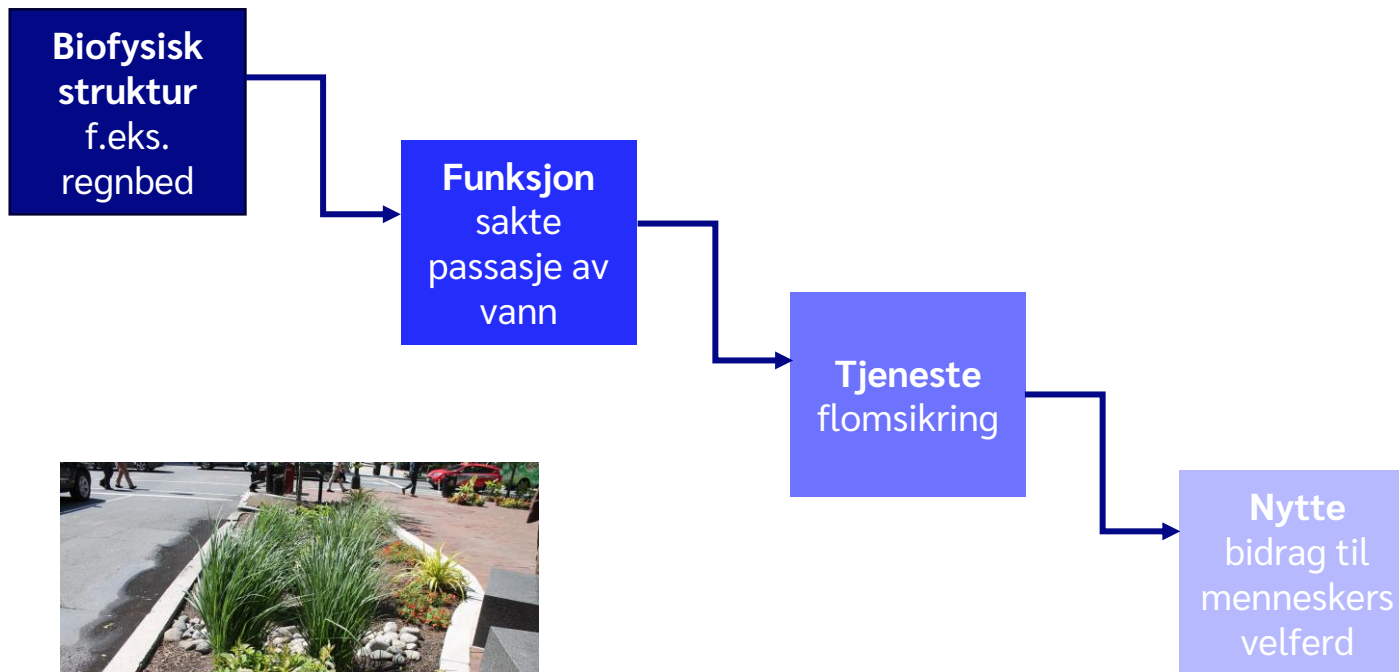 Biofysisk
struktur
f.eks.
regnbed
Funksjon
sakte
passasje av
vann
Tjeneste
flomsikring
Nytte
bidrag til
menneskers
velferd